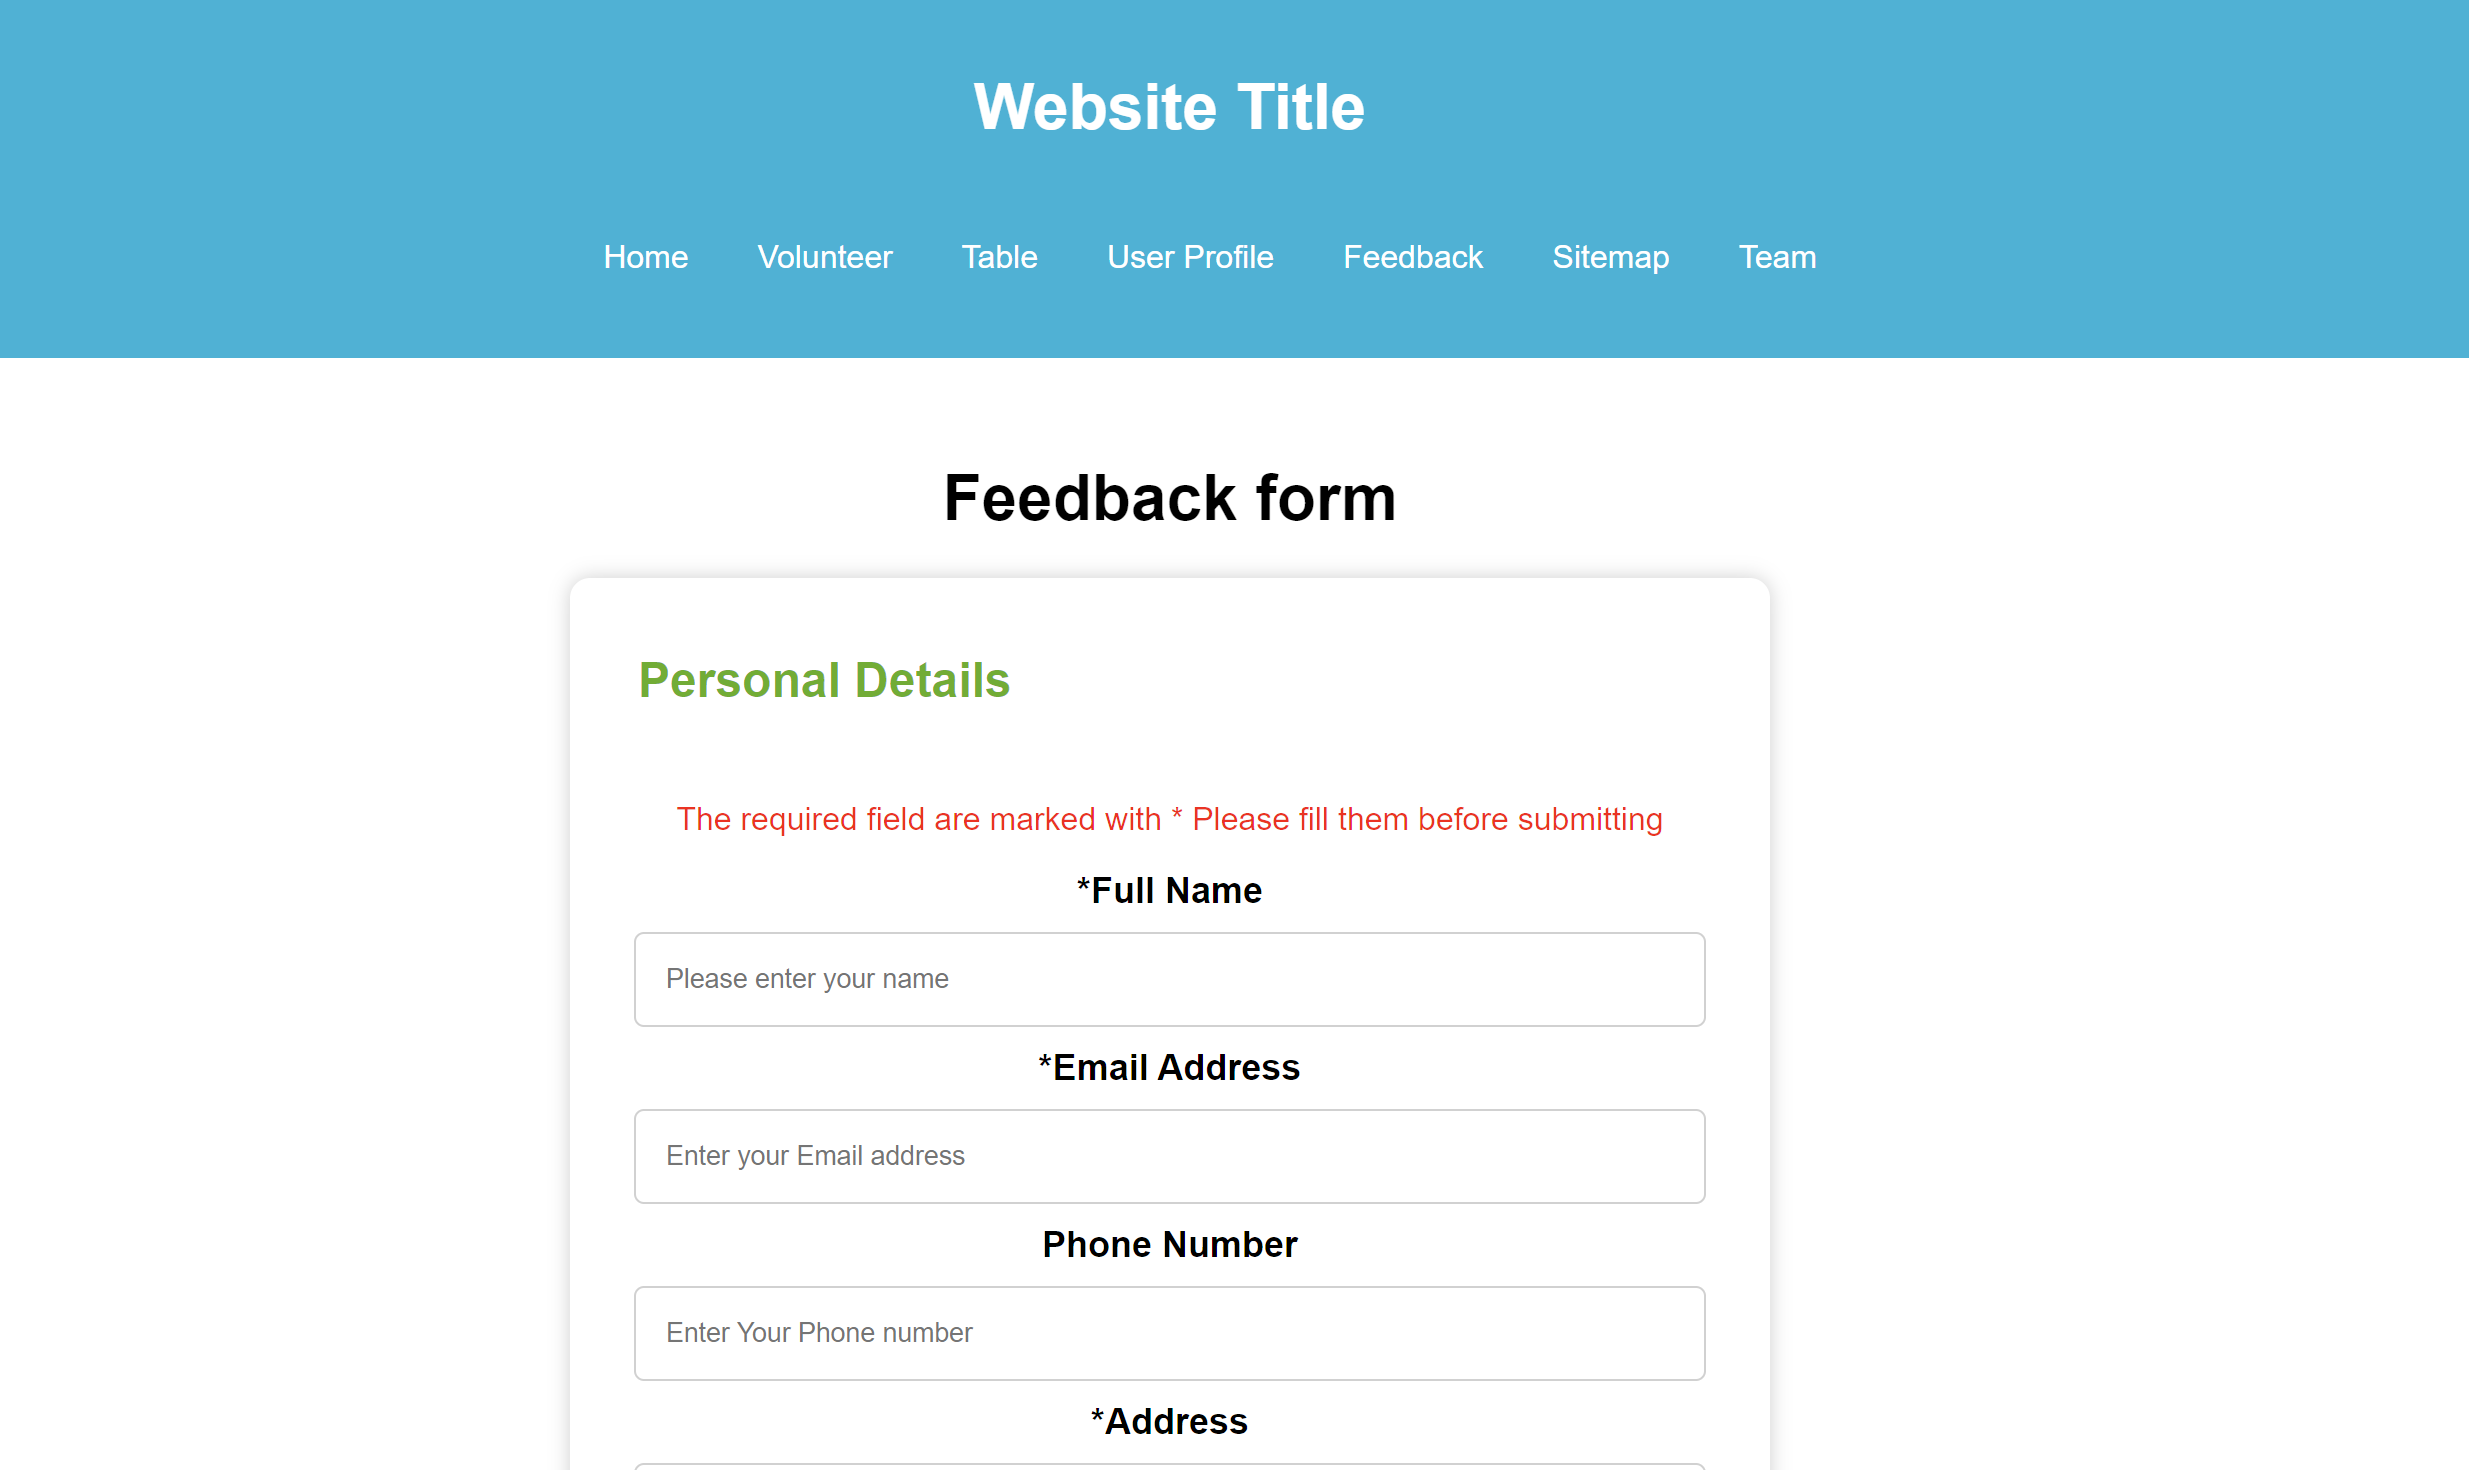 Website Title
Home Volunteer Table User Profile Feedback Sitemap Team
Feedback form
Personal Details
The required field are marked with * Please fill them before submitting
*Full Name
Please enter your name
*Email Address
Enter your Email address
Phone Number
Enter Your Phone number
*Address